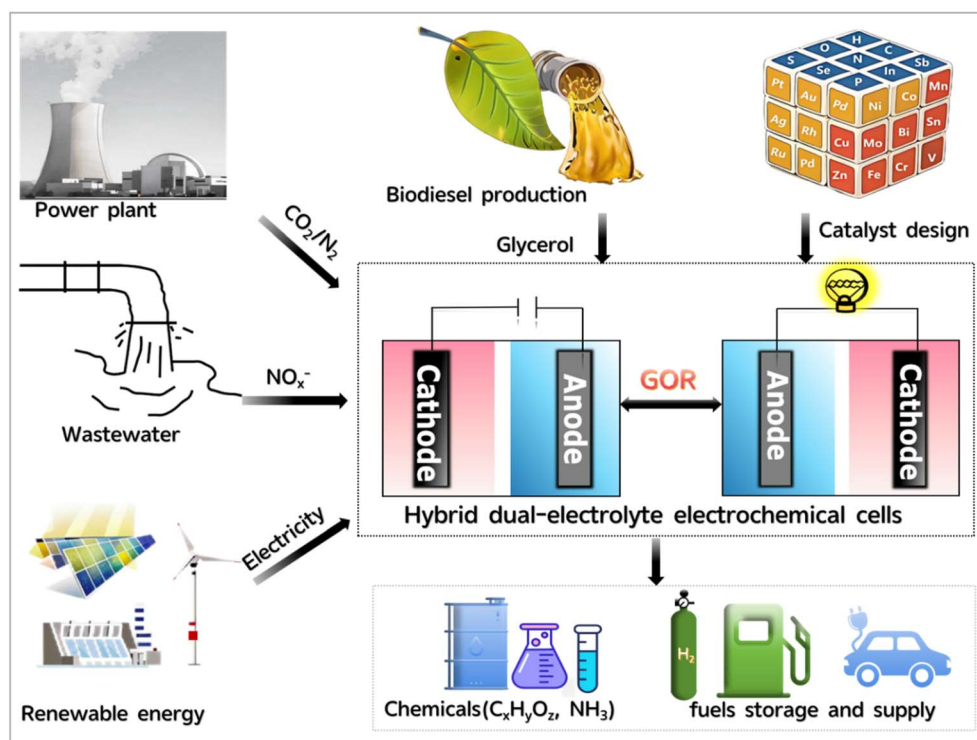 Power plant
CO₂/N₂
Biodiesel production
Glycerol
H
O C
S N Sb
Se In
P
Pt Au Pd Ni Co Mn
Ag Rh Cu Mo Bi Sn
Ru Pd Zn Fe Cr V
Catalyst design
NOₓ⁻
Wastewater
Cathode
Anode
GOR
Anode
Cathode
Hybrid dual-electrolyte electrochemical cells
Electricity
Renewable energy
H₂
Chemicals(CₓHᵧO_z, NH₃)
fuels storage and supply